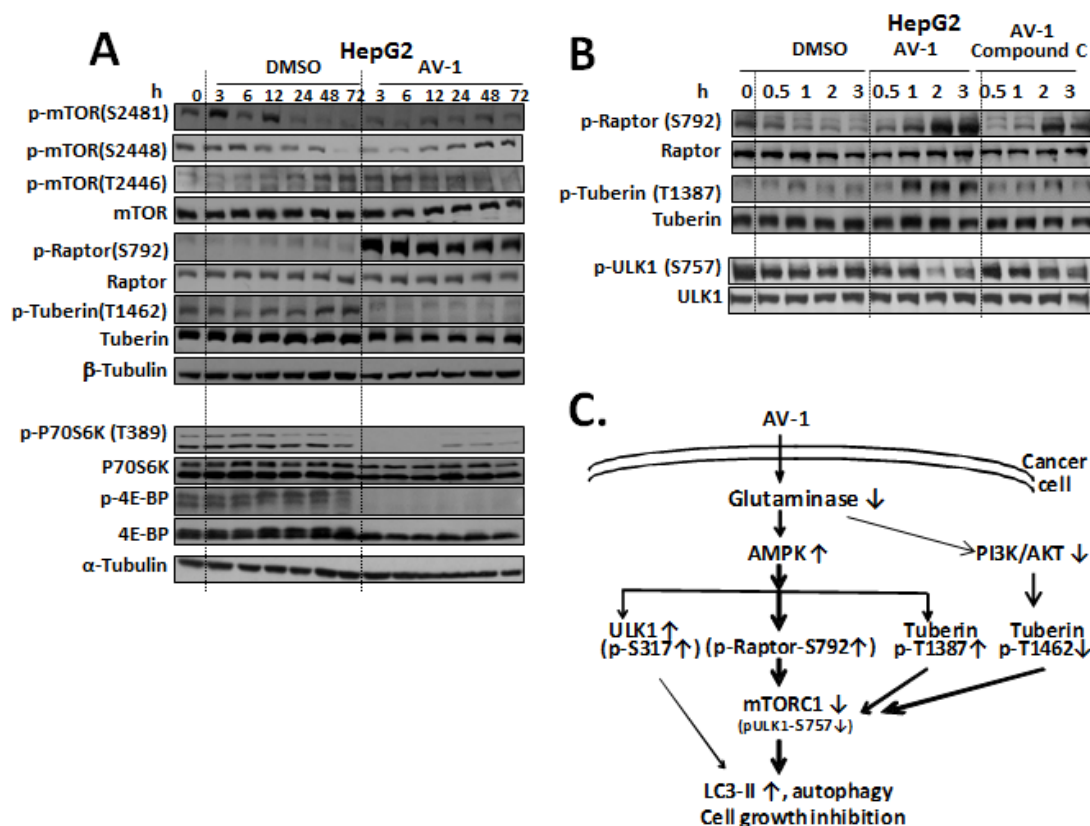 A
HepG2
DMSO AV-1
h 0 3 6 12 24 48 72 3 6 12 24 48 72
p-mTOR(S2481)
p-mTOR(S2448)
p-mTOR(T2446)
mTOR
p-Raptor(S792)
Raptor
p-Tuberin(T1462)
Tuberin
β-Tubulin
p-P70S6K (T389)
P70S6K
p-4E-BP
4E-BP
α-Tubulin
B
HepG2
DMSO AV-1 AV-1
Compound C
h 0 0.5 1 2 3 0.5 1 2 3 0.5 1 2 3
p-Raptor (S792)
Raptor
p-Tuberin (T1387)
Tuberin
p-ULK1 (S757)
ULK1
C.
AV-1
Cancer
cell
Glutaminase ↓
AMPK ↑ PI3K/AKT ↓
ULK1 ↑ Tuberin Tuberin
(p-S317↑) (p-Raptor-S792↑) p-T1387↑ p-T1462↓
mTORC1 ↓
(pULK1-S757↓)
LC3-II ↑, autophagy
Cell growth inhibition